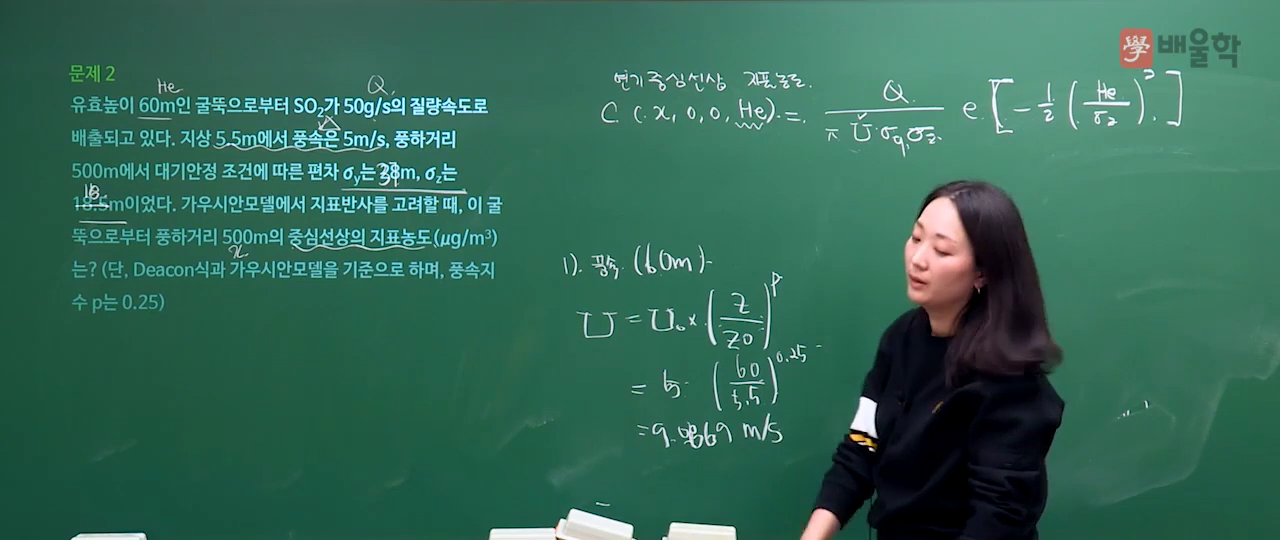 學 배울학
문제 2
He
Q.
유효높이 60m인 굴뚝으로부터 SO₂가 50g/s의 질량속도로
배출되고 있다. 지상 5.5m에서 풍속은 5m/s, 풍하거리
500m에서 대기안정 조건에 따른 편차 σy는 m, σz는
18
18.5m이었다. 가우시안모델에서 지표반사를 고려할 때, 이 굴
뚝으로부터 풍하거리 500m의 중심선상의 지표농도(μg/m³)
x
는? (단, Deacon식과 가우시안모델을 기준으로 하며, 풍속지
수 p는 0.25)
연기중심선상 지표농도
C (x, 0, 0, He) = Q / π U σy σz e [ - 1/2 ( He / σz )² ]
1). 풍속 (60m)
U = U₀ × ( Z / Z0 )^p
= 5 ( 60 / 5.5 )^0.25
m/s